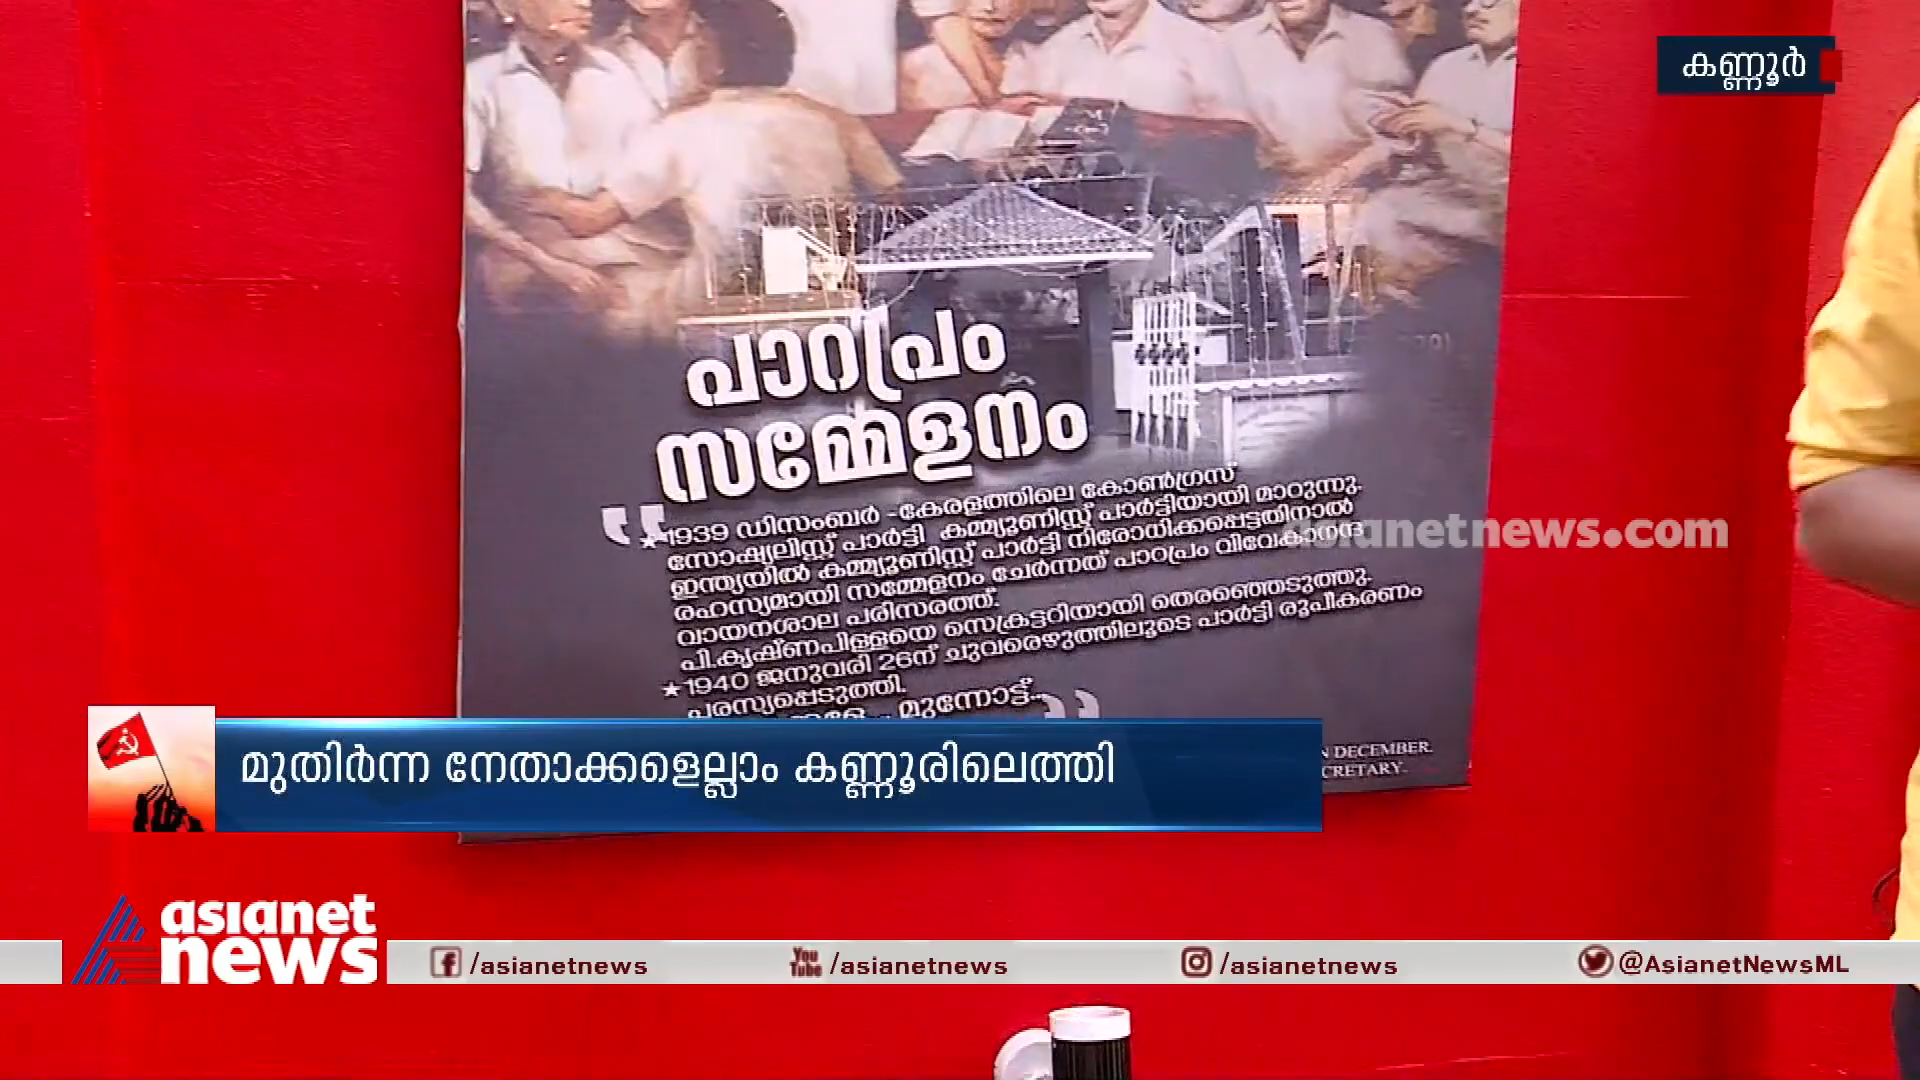 കണ്ണൂർ
പാറപ്രം
സമ്മേളനം
★1939 ഡിസംബർ -കേരളത്തിലെ കോൺഗ്രസ്
സോഷ്യലിസ്റ്റ് പാർട്ടി കമ്മ്യൂണിസ്റ്റ് പാർട്ടിയായി മാറുന്നു.
ഇന്ത്യയിൽ കമ്മ്യൂണിസ്റ്റ് പാർട്ടി നിരോധിക്കപ്പെട്ടതിനാൽ
രഹസ്യമായി സമ്മേളനം ചേർന്നത് പാറപ്രം വിവേകാനന്ദ
വായനശാല പരിസരത്ത്.
പി.കൃഷ്ണപിള്ളയെ സെക്രട്ടറിയായി തെരഞ്ഞെടുത്തു.
★1940 ജനുവരി 26ന് ചുവരെഴുത്തിലൂടെ പാർട്ടി രൂപീകരണം
പരസ്യപ്പെടുത്തി.
മുന്നോട്ട്...
DECEMBER.
asianetnews.com
മുതിർന്ന നേതാക്കളെല്ലാം കണ്ണൂരിലെത്തി
asianet
news
/asianetnews
You
Tube
/asianetnews
/asianetnews
@AsianetNewsML